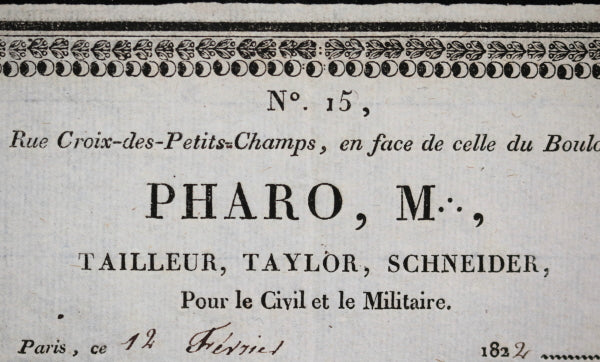 N°. 15,
Rue Croix-des-Petits-Champs, en face de celle du Boulo
PHARO, M∴,
TAILLEUR, TAYLOR, SCHNEIDER,
Pour le Civil et le Militaire.
Paris, ce 12 Février 1822